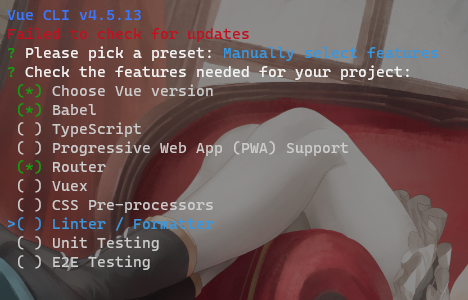 Vue CLI v4.5.13
Failed to check for updates
? Please pick a preset: Manually select features
? Check the features needed for your project:
(*) Choose Vue version
(*) Babel
( ) TypeScript
( ) Progressive Web App (PWA) Support
(*) Router
( ) Vuex
( ) CSS Pre-processors
>( ) Linter / Formatter
( ) Unit Testing
( ) E2E Testing